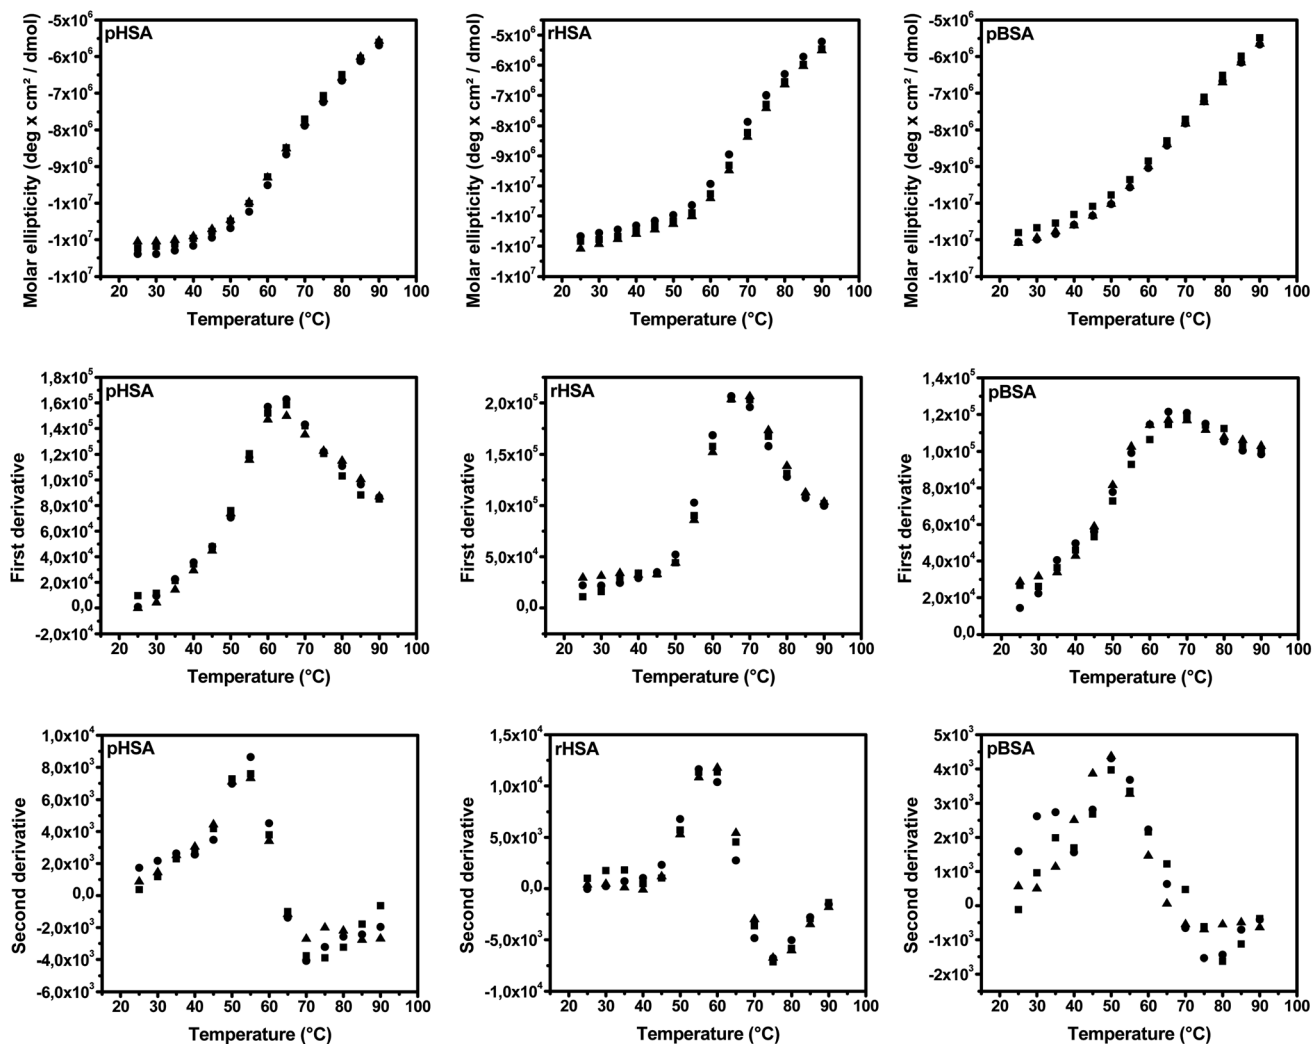 pHSA
Molar ellipticity (deg x cm² / dmol)
-5x10⁶
-6x10⁶
-7x10⁶
-8x10⁶
-9x10⁶
-1x10⁷
-1x10⁷
-1x10⁷
20 30 40 50 60 70 80 90 100
Temperature (°C)
rHSA
Molar ellipticity (deg x cm² / dmol)
-5x10⁶
-6x10⁶
-8x10⁶
-9x10⁶
-1x10⁷
-1x10⁷
-1x10⁷
20 30 40 50 60 70 80 90 100
Temperature (°C)
pBSA
Molar ellipticity (deg x cm² / dmol)
-5x10⁶
-6x10⁶
-7x10⁶
-8x10⁶
-9x10⁶
-1x10⁷
-1x10⁷
-1x10⁷
20 30 40 50 60 70 80 90 100
Temperature (°C)
pHSA
First derivative
1,8x10⁵
1,6x10⁵
1,4x10⁵
1,2x10⁵
1,0x10⁵
8,0x10⁴
6,0x10⁴
4,0x10⁴
2,0x10⁴
0,0
-2,0x10⁴
20 30 40 50 60 70 80 90 100
Temperature (°C)
rHSA
First derivative
2,0x10⁵
1,5x10⁵
1,0x10⁵
5,0x10⁴
0,0
20 30 40 50 60 70 80 90 100
Temperature (°C)
pBSA
First derivative
1,4x10⁵
1,2x10⁵
1,0x10⁵
8,0x10⁴
6,0x10⁴
4,0x10⁴
2,0x10⁴
0,0
20 30 40 50 60 70 80 90 100
Temperature (°C)
pHSA
Second derivative
1,0x10⁴
8,0x10³
6,0x10³
4,0x10³
2,0x10³
0,0
-2,0x10³
-4,0x10³
-6,0x10³
20 30 40 50 60 70 80 90 100
Temperature (°C)
rHSA
Second derivative
1,5x10⁴
1,0x10⁴
5,0x10³
0,0
-5,0x10³
-1,0x10⁴
20 30 40 50 60 70 80 90 100
Temperature (°C)
pBSA
Second derivative
5x10³
4x10³
3x10³
2x10³
1x10³
0
-1x10³
-2x10³
20 30 40 50 60 70 80 90 100
Temperature (°C)